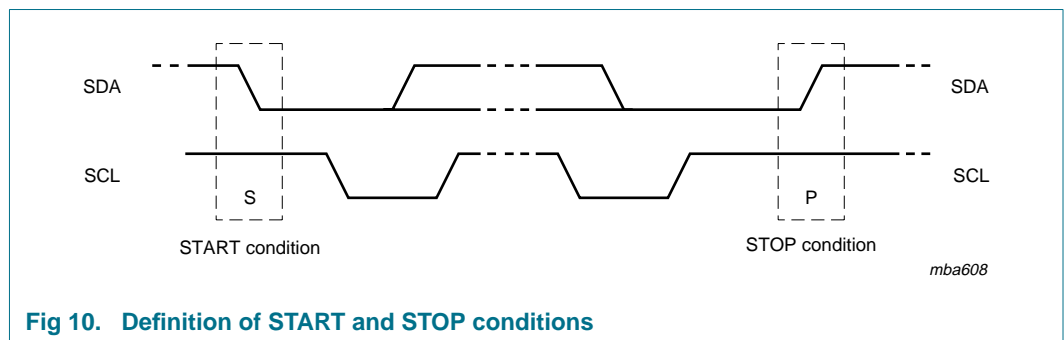 SDA
SDA
SCL
SCL
S
P
START condition
STOP condition
mba608
Fig 10. Definition of START and STOP conditions